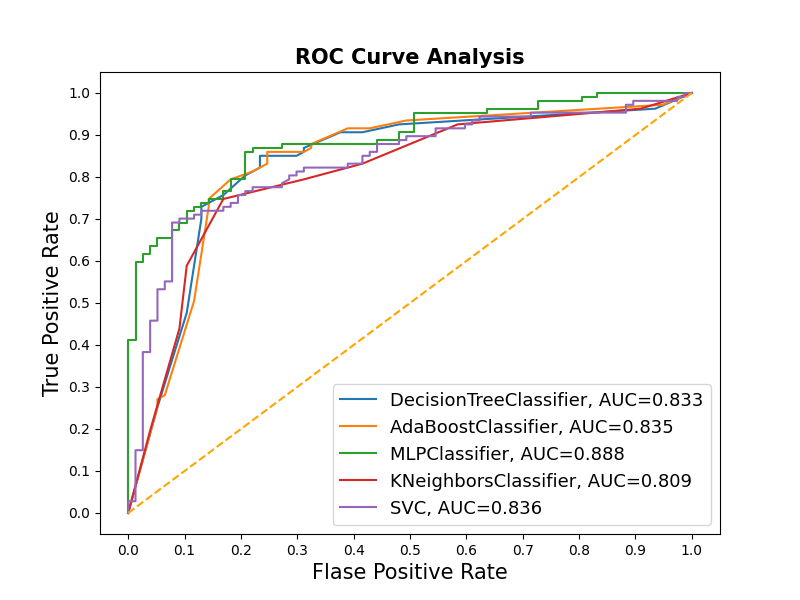 ROC Curve Analysis
True Positive Rate
1.0
0.9
0.8
0.7
0.6
0.5
0.4
0.3
0.2
0.1
0.0
DecisionTreeClassifier, AUC=0.833
AdaBoostClassifier, AUC=0.835
MLPClassifier, AUC=0.888
KNeighborsClassifier, AUC=0.809
SVC, AUC=0.836
0.0 0.1 0.2 0.3 0.4 0.5 0.6 0.7 0.8 0.9 1.0
Flase Positive Rate